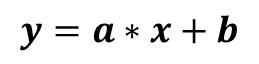 y = a * x + b